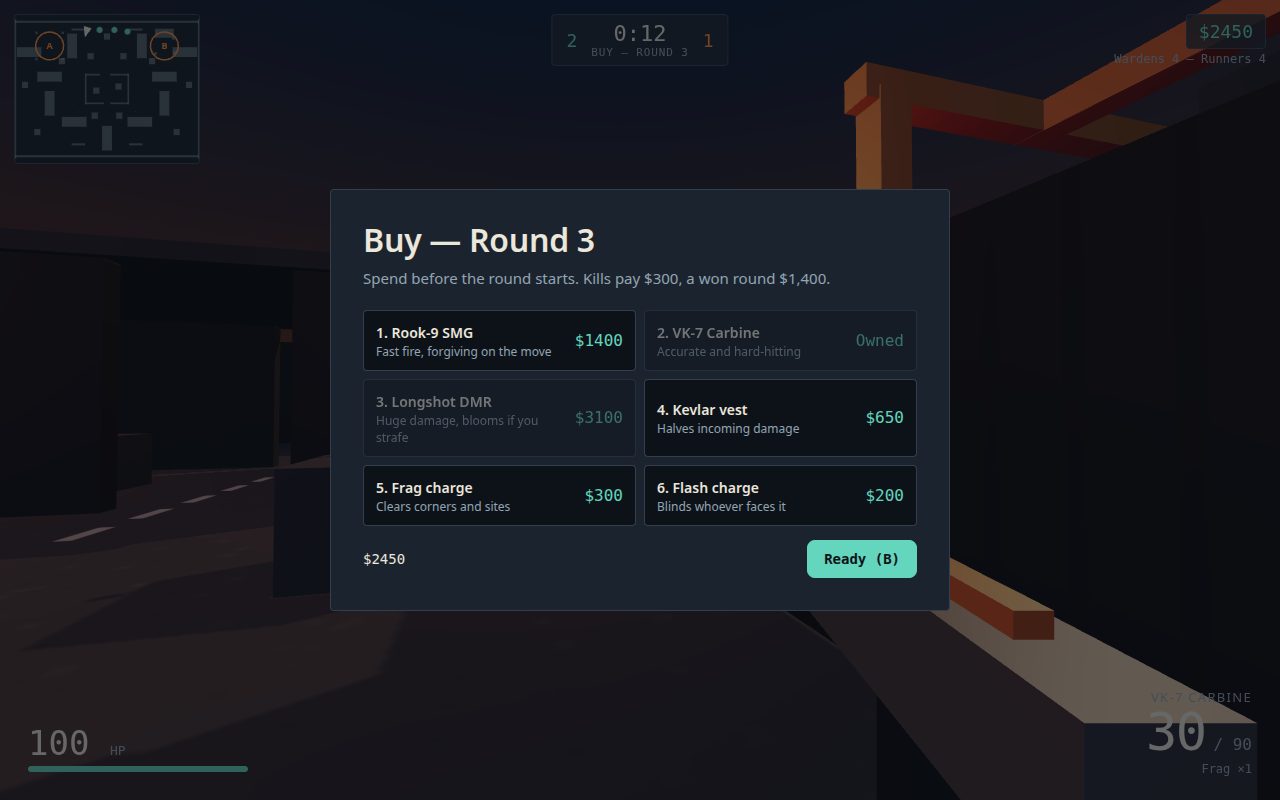 A
B
2
0:12
1
BUY — ROUND 3
$2450
Wardens 4 — Runners 4
Buy — Round 3
Spend before the round starts. Kills pay $300, a won round $1,400.
1. Rook-9 SMG
Fast fire, forgiving on the move
$1400
2. VK-7 Carbine
Accurate and hard-hitting
Owned
3. Longshot DMR
Huge damage, blooms if you
strafe
$3100
4. Kevlar vest
Halves incoming damage
$650
5. Frag charge
Clears corners and sites
$300
6. Flash charge
Blinds whoever faces it
$200
$2450
Ready (B)
100 HP
VK-7 CARBINE
30 / 90
Frag ×1